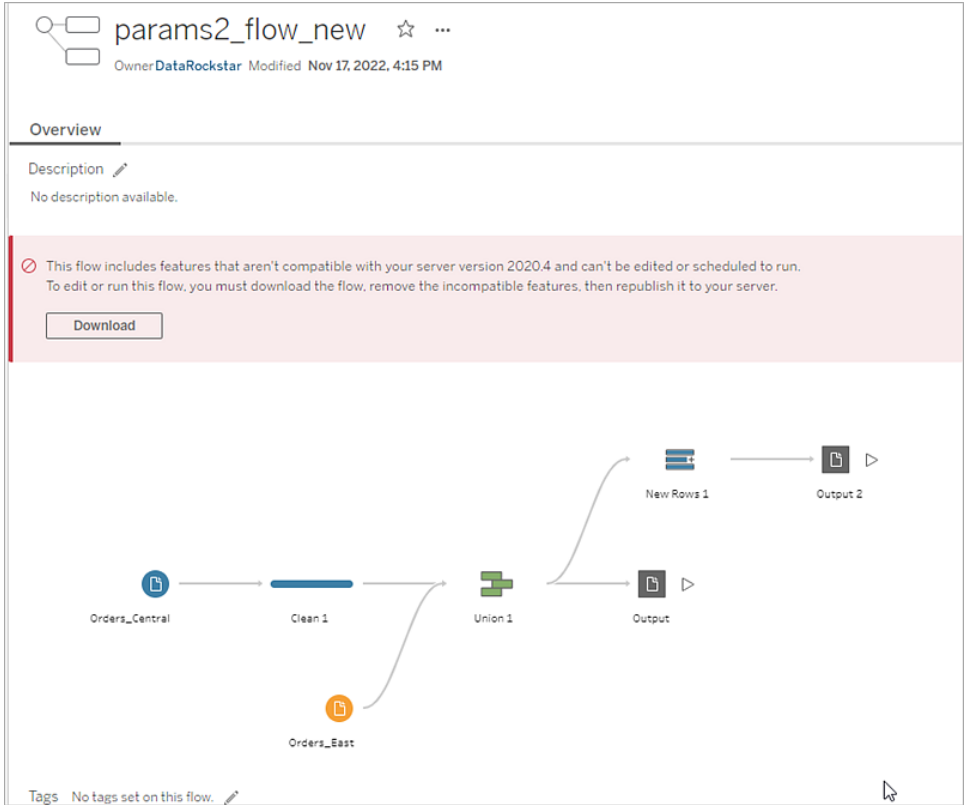 params2_flow_new
Owner DataRockstar Modified Nov 17, 2022, 4:15 PM
Overview
Description
No description available.
This flow includes features that aren't compatible with your server version 2020.4 and can't be edited or scheduled to run.
To edit or run this flow, you must download the flow, remove the incompatible features, then republish it to your server.
Download
New Rows 1
Output 2
Orders_Central
Clean 1
Union 1
Output
Orders_East
Tags No tags set on this flow.